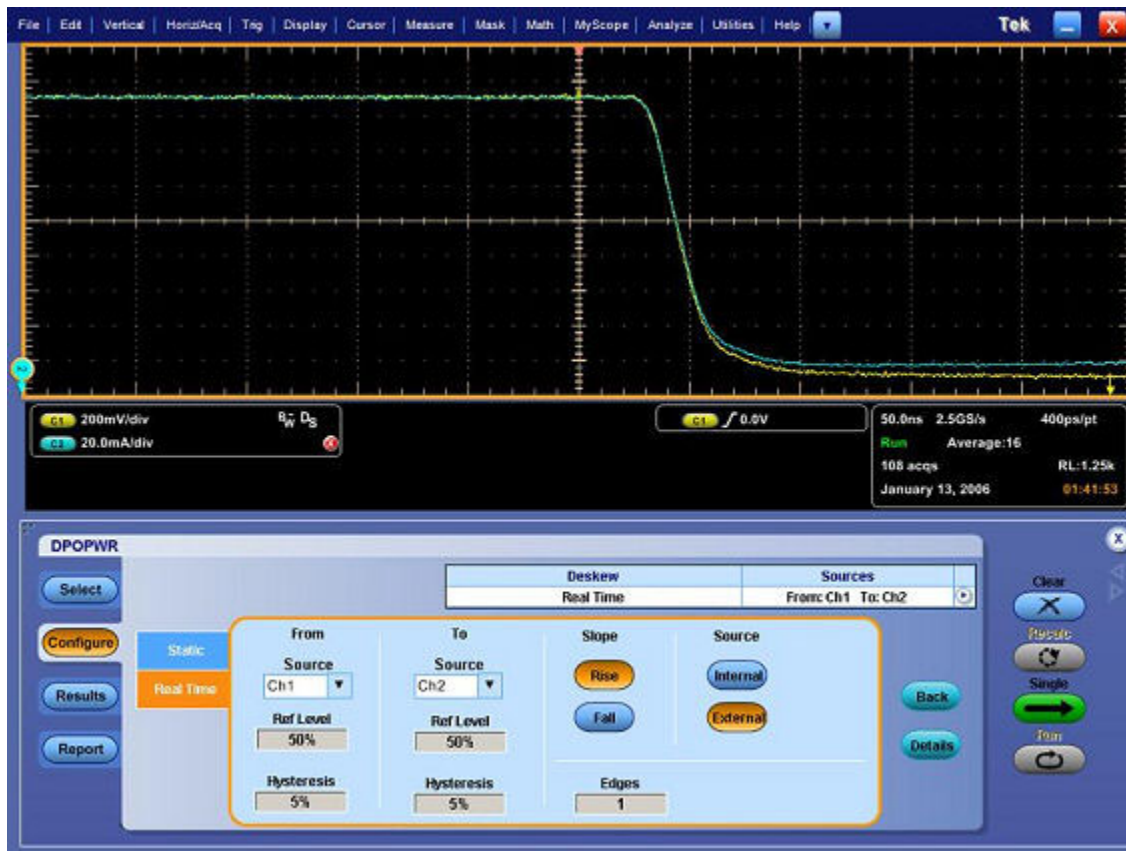 File | Edit | Vertical | Horiz/Acq | Trig | Display | Cursor | Measure | Mask | Math | MyScope | Analyze | Utilities | Help
Tek
X
C1 200mV/div BW DS
C2 20.0mA/div
C1 0.0V
50.0ns 2.5GS/s 400ps/pt
Run Average:16
108 acqs RL:1.25k
January 13, 2006 01:41:53
DPOPWR
X
Select
Configure
Results
Report
Deskew Sources
Real Time From: Ch1 To: Ch2
Static
Real Time
From To Slope Source
Source Source
Ch1 Ch2
Ref Level Ref Level
50% 50%
Hysteresis Hysteresis
5% 5%
Rise
Fall
Internal
External
Edges
1
Back
Details
Clear
Recalc
Single
Run